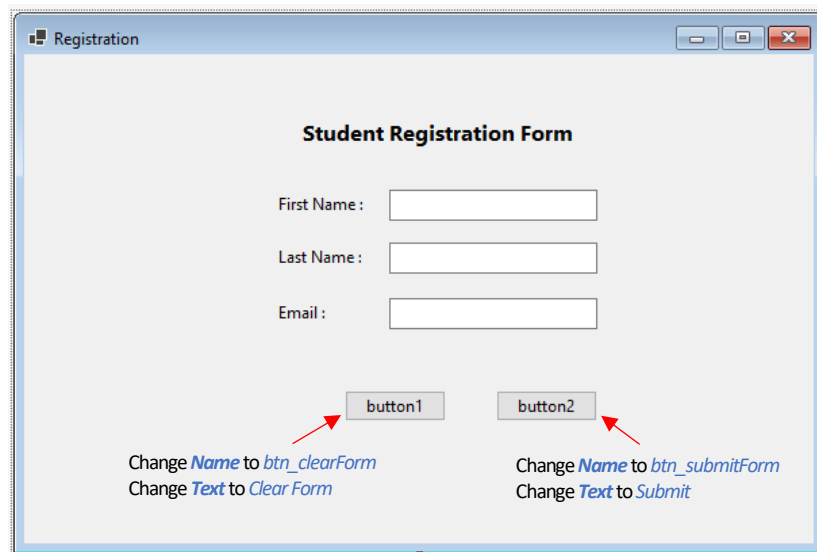 Registration
Student Registration Form
First Name :
Last Name :
Email :
button1 button2
Change Name to btn_clearForm
Change Text to Clear Form
Change Name to btn_submitForm
Change Text to Submit